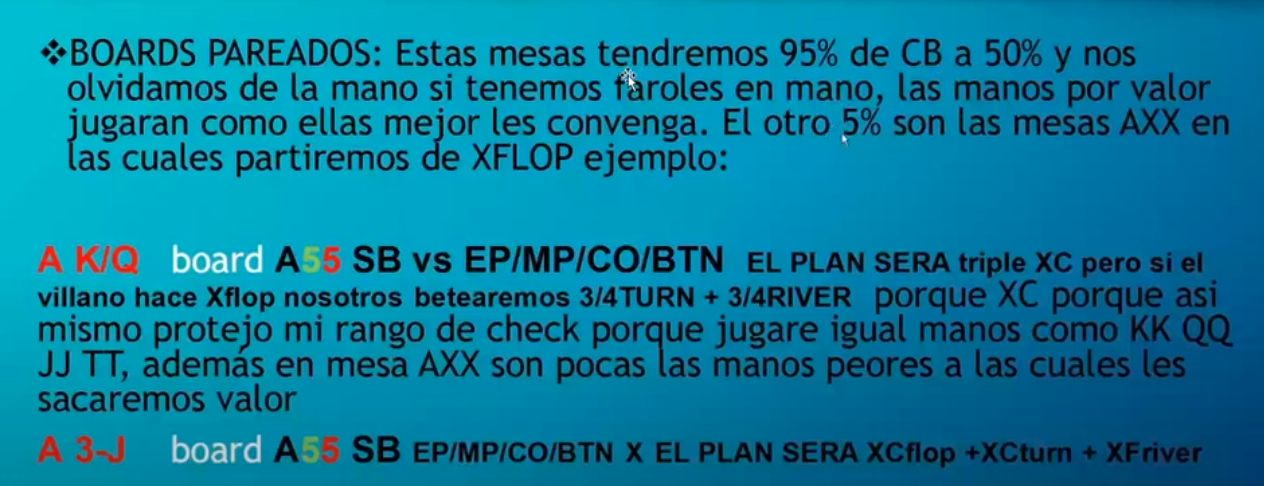 ❖BOARDS PAREADOS: Estas mesas tendremos 95% de CB a 50% y nos
olvidamos de la mano si tenemos faroles en mano, las manos por valor
jugaran como ellas mejor les convenga. El otro 5% son las mesas AXX en
las cuales partiremos de XFLOP ejemplo:
A K/Q board A55 SB vs EP/MP/CO/BTN EL PLAN SERA triple XC pero si el
villano hace Xflop nosotros betearemos 3/4TURN + 3/4RIVER porque XC porque asi
mismo protejo mi rango de check porque jugare igual manos como KK QQ
JJ TT, además en mesa AXX son pocas las manos peores a las cuales les
sacaremos valor
A 3-J board A55 SB EP/MP/CO/BTN X EL PLAN SERA XCflop +XCturn + XFriver